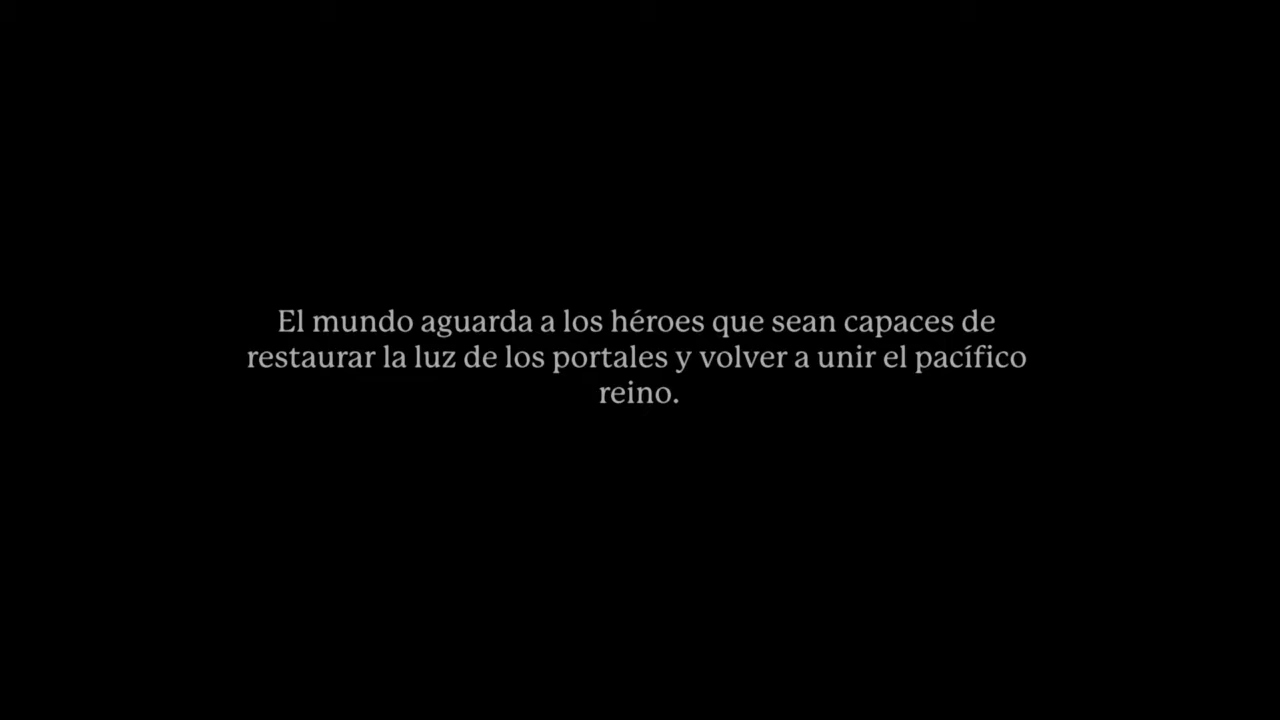 El mundo aguarda a los héroes que sean capaces de
restaurar la luz de los portales y volver a unir el pacífico
reino.